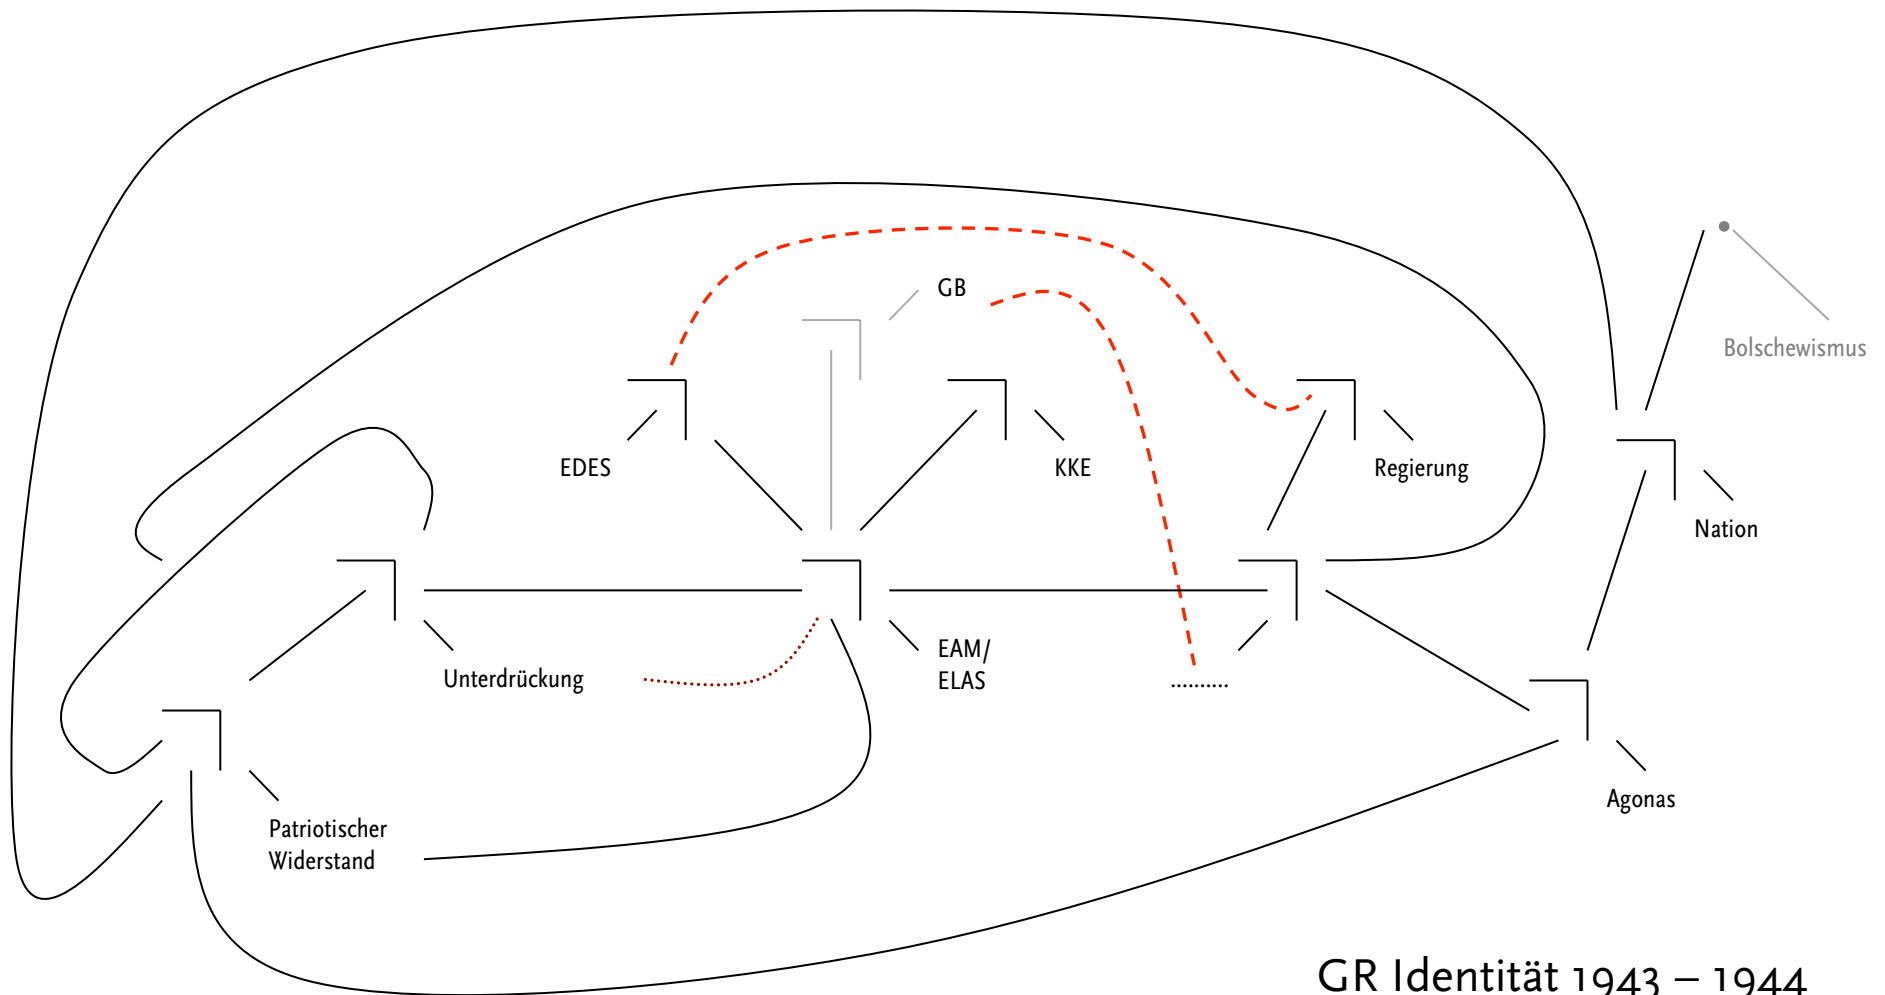 GB
Bolschewismus
EDES
KKE
Regierung
Nation
EAM/
ELAS
Unterdrückung
..........
Agonas
Patriotischer
Widerstand
GR Identität 1943 – 1944